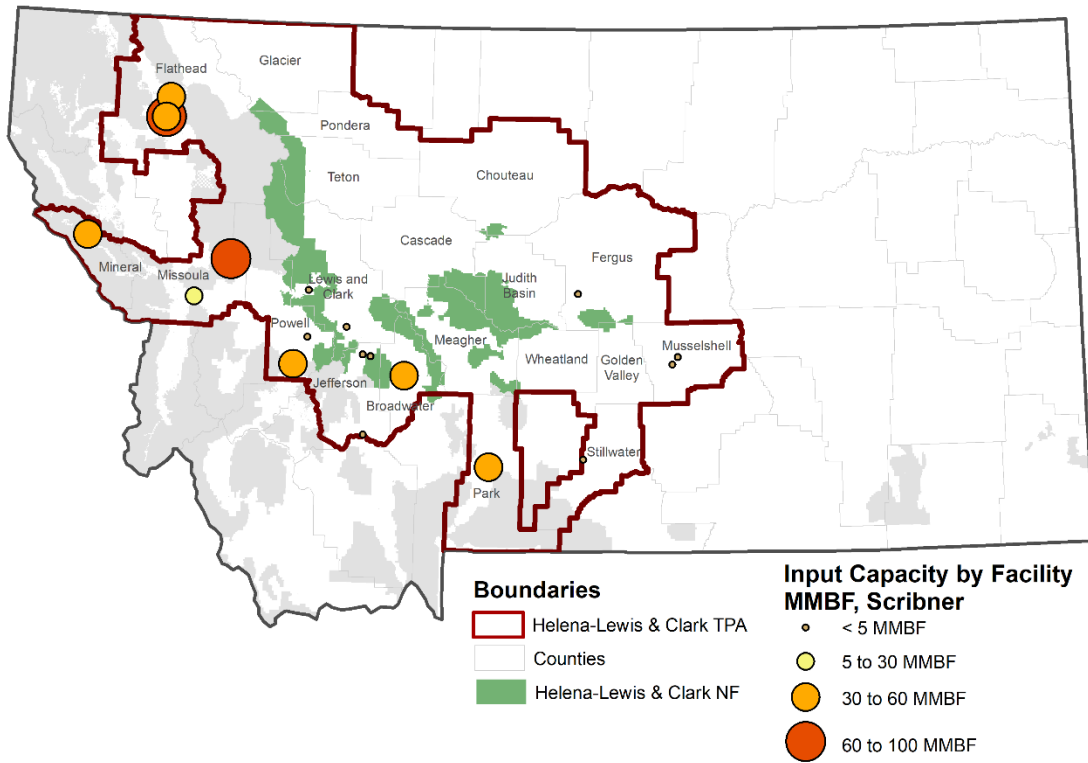 Flathead
Glacier
Pondera
Teton
Chouteau
Cascade
Fergus
Mineral
Missoula
Lewis and
Clark
Judith
Basin
Powell
Meagher
Wheatland
Golden
Valley
Musselshell
Jefferson
Broadwater
Stillwater
Park
Boundaries
Helena-Lewis & Clark TPA
Counties
Helena-Lewis & Clark NF
Input Capacity by Facility
MMBF, Scribner
< 5 MMBF
5 to 30 MMBF
30 to 60 MMBF
60 to 100 MMBF